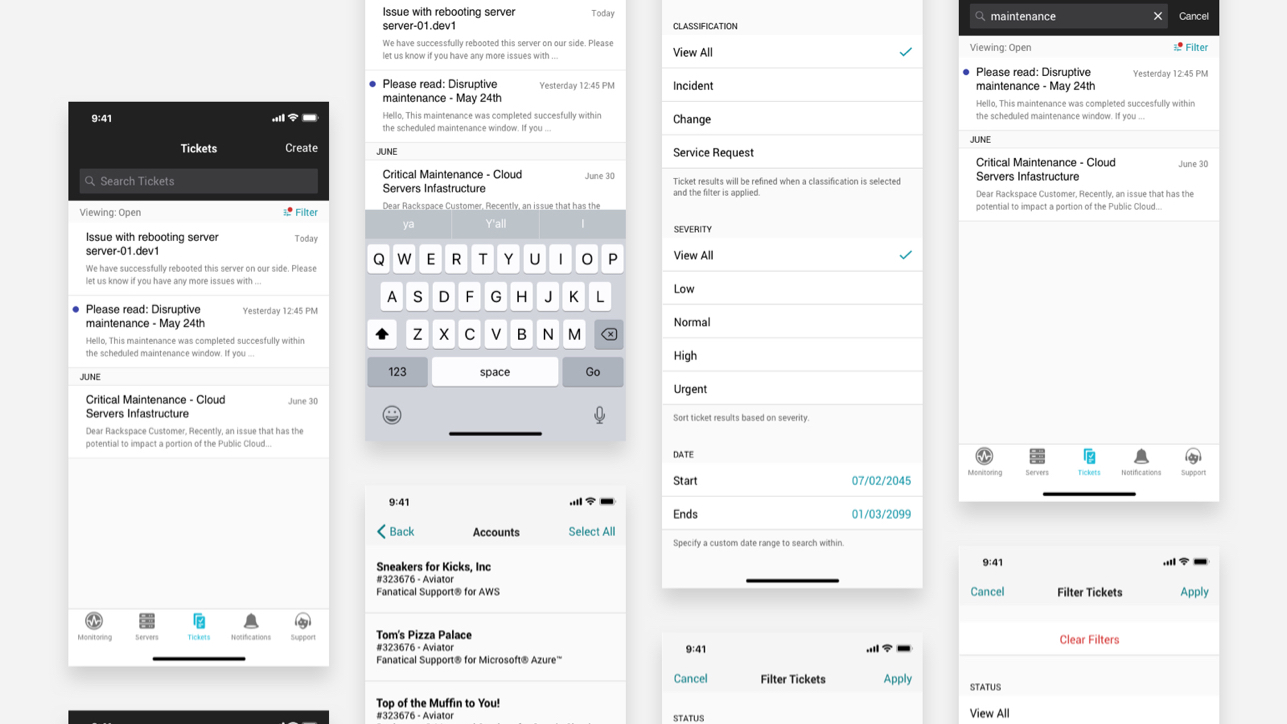 9:41
Tickets
Create
Search Tickets
Viewing: Open
Filter
Issue with rebooting server
server-01.dev1
Today
We have successfully rebooted this server on our side. Please
let us know if you have any more issues with ...
Please read: Disruptive
maintenance - May 24th
Yesterday 12:45 PM
Hello, This maintenance was completed succesfully within
the scheduled maintenance window. If you ...
JUNE
Critical Maintenance - Cloud
Servers Infastructure
June 30
Dear Rackspace Customer, Recently, an issue that has the
potential to impact a portion of the Public Cloud...
Monitoring
Servers
Tickets
Notifications
Support
Issue with rebooting server
server-01.dev1
Today
We have successfully rebooted this server on our side. Please
let us know if you have any more issues with ...
Please read: Disruptive
maintenance - May 24th
Yesterday 12:45 PM
Hello, This maintenance was completed succesfully within
the scheduled maintenance window. If you ...
JUNE
Critical Maintenance - Cloud
Servers Infastructure
June 30
Dear Rackspace Customer, Recently, an issue that has the
ya
Y'all
I
Q W E R T Y U I O P
A S D F G H J K L
Z X C V B N M
123
space
Go
9:41
Back
Accounts
Select All
Sneakers for Kicks, Inc
#323676 - Aviator
Fanatical Support® for AWS
Tom's Pizza Palace
#323676 - Aviator
Fanatical Support® for Microsoft® Azure™
Top of the Muffin to You!
#323676 - Aviator
CLASSIFICATION
View All
Incident
Change
Service Request
Ticket results will be refined when a classification is selected
and the filter is applied.
SEVERITY
View All
Low
Normal
High
Urgent
Sort ticket results based on severity.
DATE
Start
07/02/2045
Ends
01/03/2099
Specify a custom date range to search within.
9:41
Cancel
Filter Tickets
Apply
STATUS
maintenance
Cancel
Viewing: Open
Filter
Please read: Disruptive
maintenance - May 24th
Yesterday 12:45 PM
Hello, This maintenance was completed succesfully within
the scheduled maintenance window. If you ...
JUNE
Critical Maintenance - Cloud
Servers Infastructure
June 30
Dear Rackspace Customer, Recently, an issue that has the
potential to impact a portion of the Public Cloud...
Monitoring
Servers
Tickets
Notifications
Support
9:41
Cancel
Filter Tickets
Apply
Clear Filters
STATUS
View All